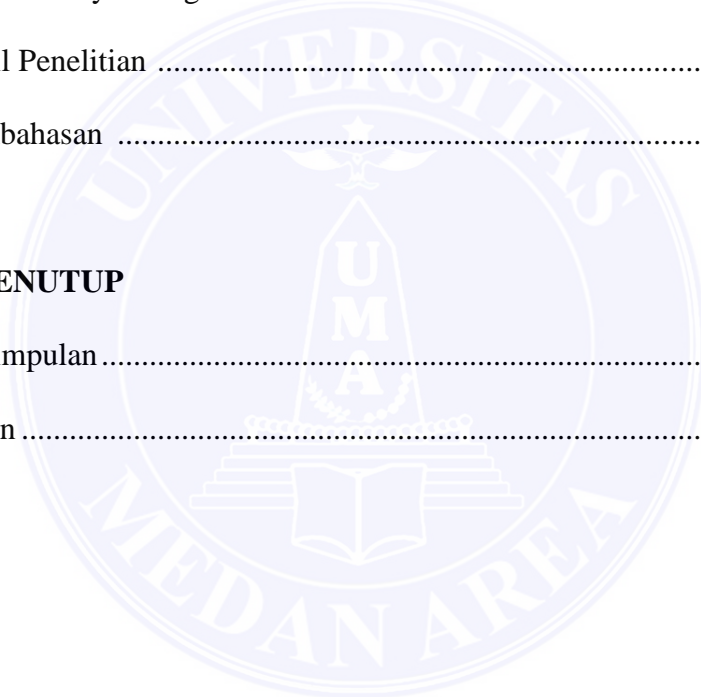 l Penelitian ........................................................................
bahasan ...........................................................................
ENUTUP
mpulan ............................................................................
n .......................................................................................
UNIVERSITAS
U
M
A
MEDAN AREA